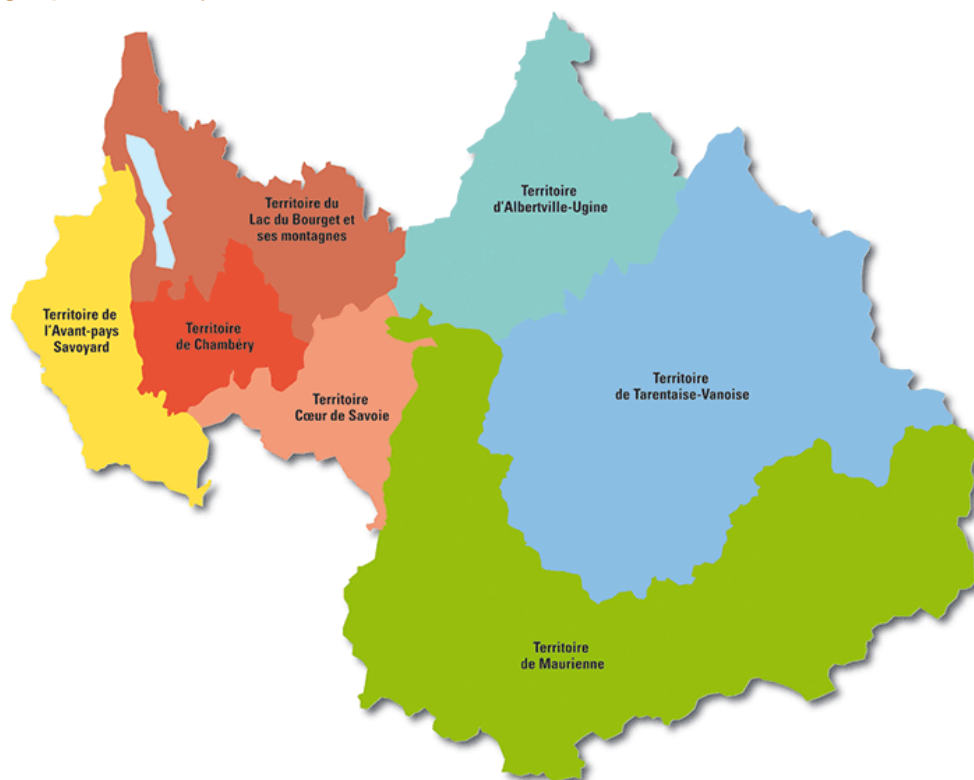 Territoire
d'Albertville-Ugine
Territoire du
Lac du Bourget et
ses montagnes
Territoire de
l'Avant-pays
Savoyard
Territoire
de Chambéry
Territoire
Cœur de Savoie
Territoire
de Tarentaise-Vanoise
Territoire
de Maurienne